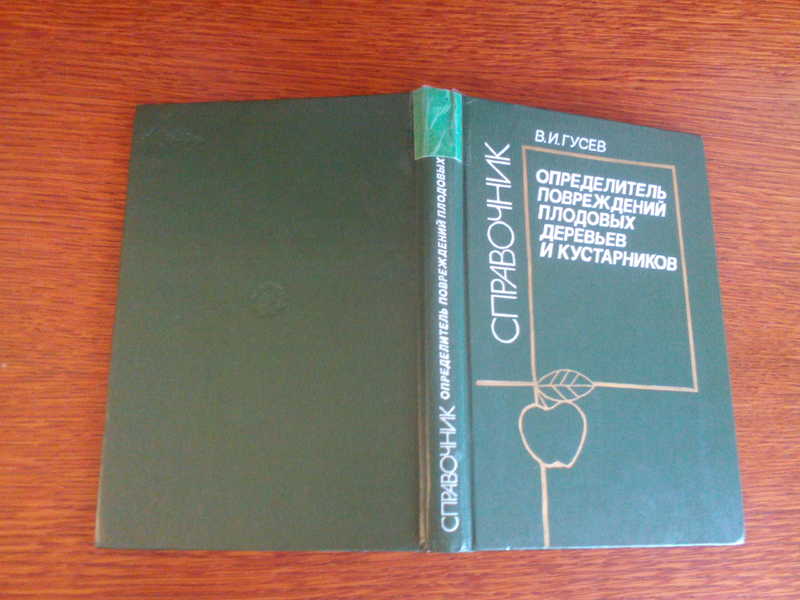 В.И.ГУСЕВ
СПРАВОЧНИК
ОПРЕДЕЛИТЕЛЬ
ПОВРЕЖДЕНИЙ
ПЛОДОВЫХ
ДЕРЕВЬЕВ
И КУСТАРНИКОВ
СПРАВОЧНИК ОПРЕДЕЛИТЕЛЬ ПОВРЕЖДЕНИЙ ПЛОДОВЫХ